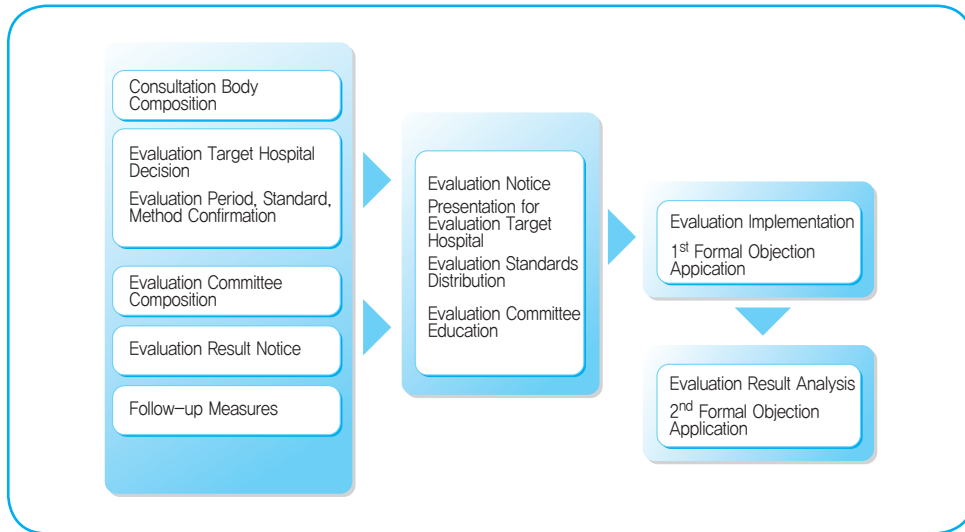 Consultation Body
Composition
Evaluation Target Hospital
Decision
Evaluation Period, Standard,
Method Confirmation
Evaluation Committee
Composition
Evaluation Result Notice
Follow-up Measures
Evaluation Notice
Presentation for
Evaluation Target
Hospital
Evaluation Standards
Distribution
Evaluation Committee
Education
Evaluation Implementation
1st Formal Objection
Appication
Evaluation Result Analysis
2nd Formal Objection
Application